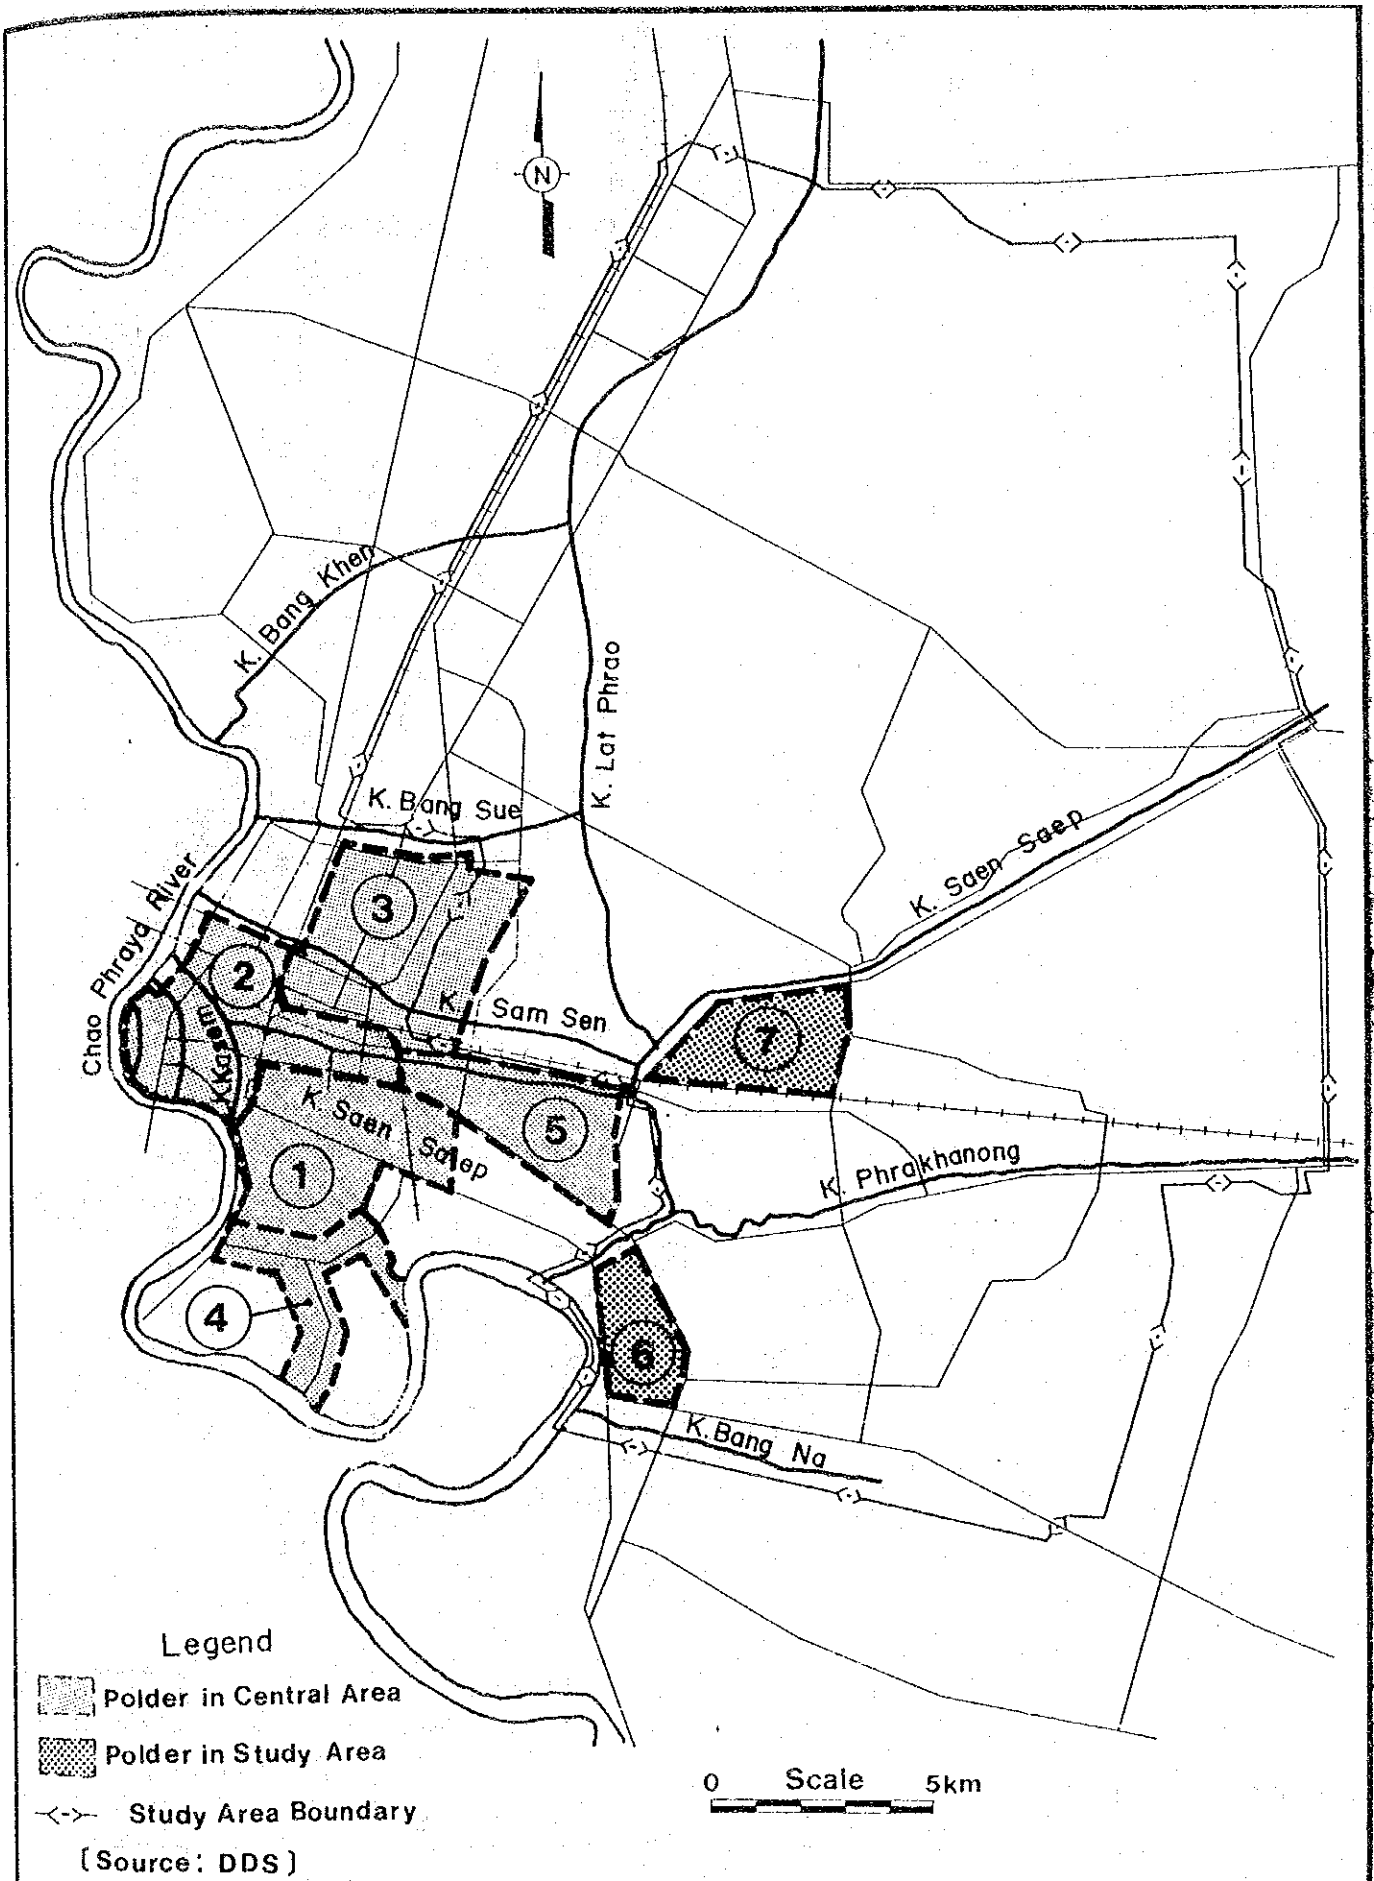 N
K. Bang Khen
K. Lat Phrao
K. Bang Sue
K. Saen Saep
3
Chao Phraya River
2
K. Sam Sen
7
K. Kasem
K. Saen Saep
5
1
K. Phrakhanong
4
6
K. Bang Na
Legend
Polder in Central Area
Polder in Study Area
Study Area Boundary
(Source: DDS)
0 Scale 5km